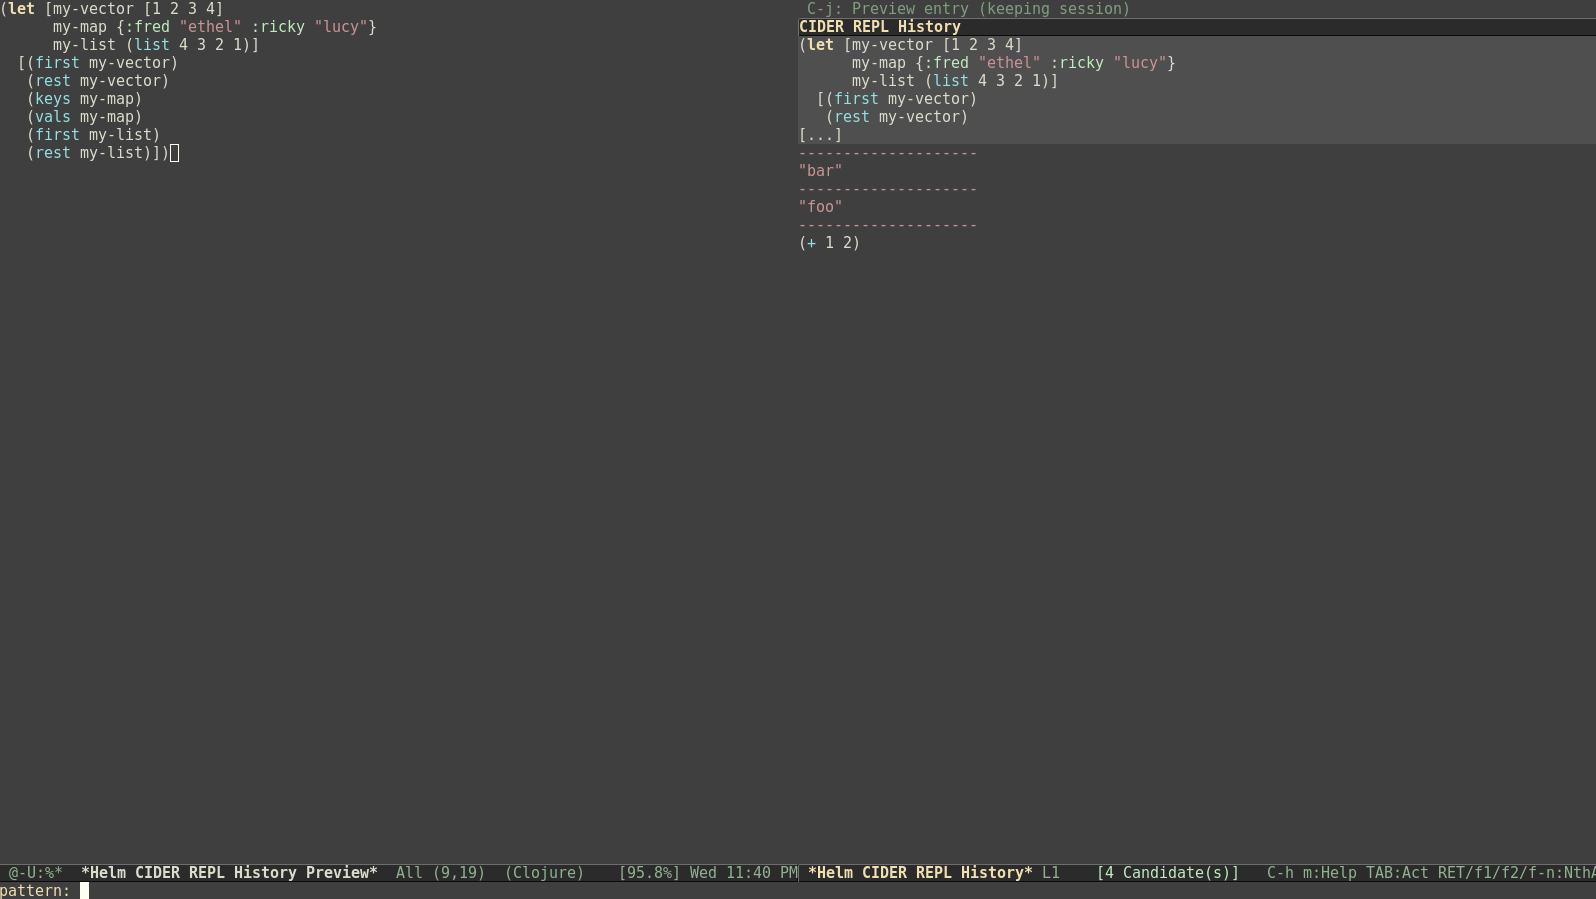 (let [my-vector [1 2 3 4]
      my-map {:fred "ethel" :ricky "lucy"}
      my-list (list 4 3 2 1)]
  [(first my-vector)
   (rest my-vector)
   (keys my-map)
   (vals my-map)
   (first my-list)
   (rest my-list)])
C-j: Preview entry (keeping session)
CIDER REPL History
(let [my-vector [1 2 3 4]
      my-map {:fred "ethel" :ricky "lucy"}
      my-list (list 4 3 2 1)]
  [(first my-vector)
   (rest my-vector)
[...]
--------------------
"bar"
--------------------
"foo"
--------------------
(+ 1 2)
@-U:%*  *Helm CIDER REPL History Preview*  All (9,19)  (Clojure)    [95.8%] Wed 11:40 PM
*Helm CIDER REPL History* L1    [4 Candidate(s)]   C-h m:Help TAB:Act RET/f1/f2/f-n:NthA
pattern: